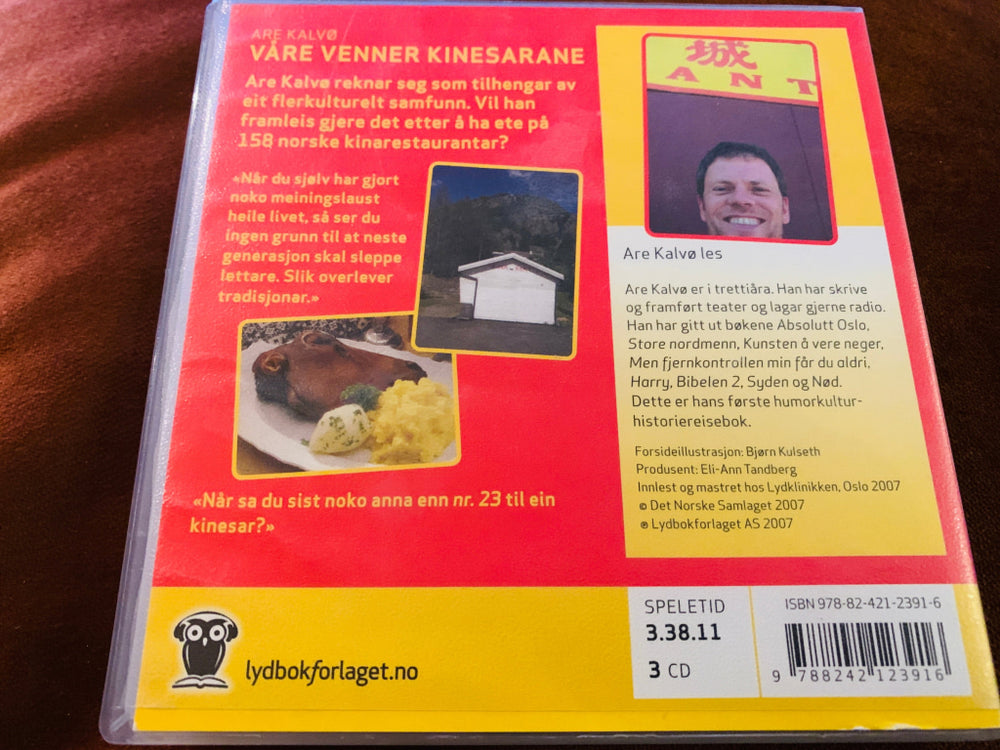 ARE KALVØ
VÅRE VENNER KINESARANE
Are Kalvø reknar seg som tilhengar av
eit flerkulturelt samfunn. Vil han
framleis gjere det etter å ha ete på
158 norske kinarestaurantar?
«Når du sjølv har gjort
noko meiningslaust
heile livet, så ser du
ingen grunn til at neste
generasjon skal sleppe
lettare. Slik overlever
tradisjonar.»
«Når sa du sist noko anna enn nr. 23 til ein
kinesar?»
城
ANT
Are Kalvø les
Are Kalvø er i trettiåra. Han har skrive
og framført teater og lagar gjerne radio.
Han har gitt ut bøkene Absolutt Oslo,
Store nordmenn, Kunsten å vere neger,
Men fjernkontrollen min får du aldri,
Harry, Bibelen 2, Syden og Nød.
Dette er hans første humorkultur-
historiereisebok.
Forsideillustrasjon: Bjørn Kulseth
Produsent: Eli-Ann Tandberg
Innlest og mastret hos Lydklinikken, Oslo 2007
© Det Norske Samlaget 2007
℗ Lydbokforlaget AS 2007
lydbokforlaget.no
SPELETID
3.38.11
3 CD
ISBN 978-82-421-2391-6
9 788242 123916